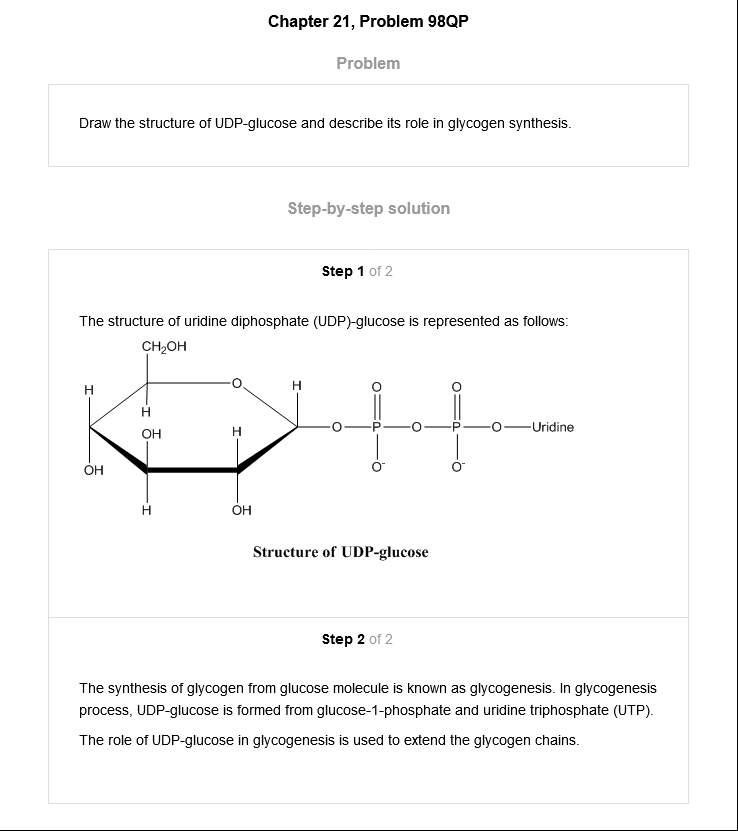 Chapter 21, Problem 98QP
Problem
Draw the structure of UDP-glucose and describe its role in glycogen synthesis.
Step-by-step solution
Step 1 of 2
The structure of uridine diphosphate (UDP)-glucose is represented as follows:
CH₂OH
H O H O O
H
OH H O P O P O Uridine
OH O⁻ O⁻
H OH
Structure of UDP-glucose
Step 2 of 2
The synthesis of glycogen from glucose molecule is known as glycogenesis. In glycogenesis
process, UDP-glucose is formed from glucose-1-phosphate and uridine triphosphate (UTP).
The role of UDP-glucose in glycogenesis is used to extend the glycogen chains.